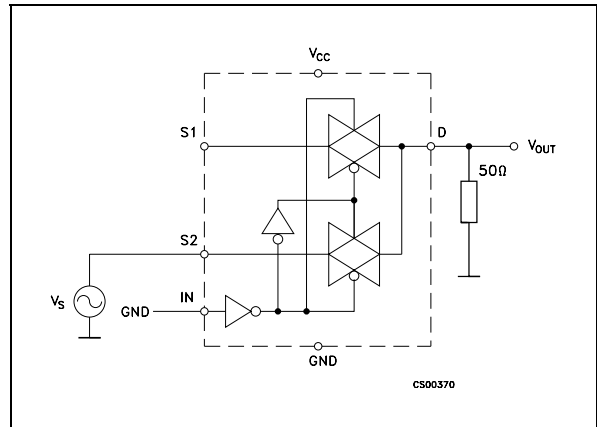 VCC
S1
D
VOUT
50Ω
S2
VS
IN
GND
GND
CS00370